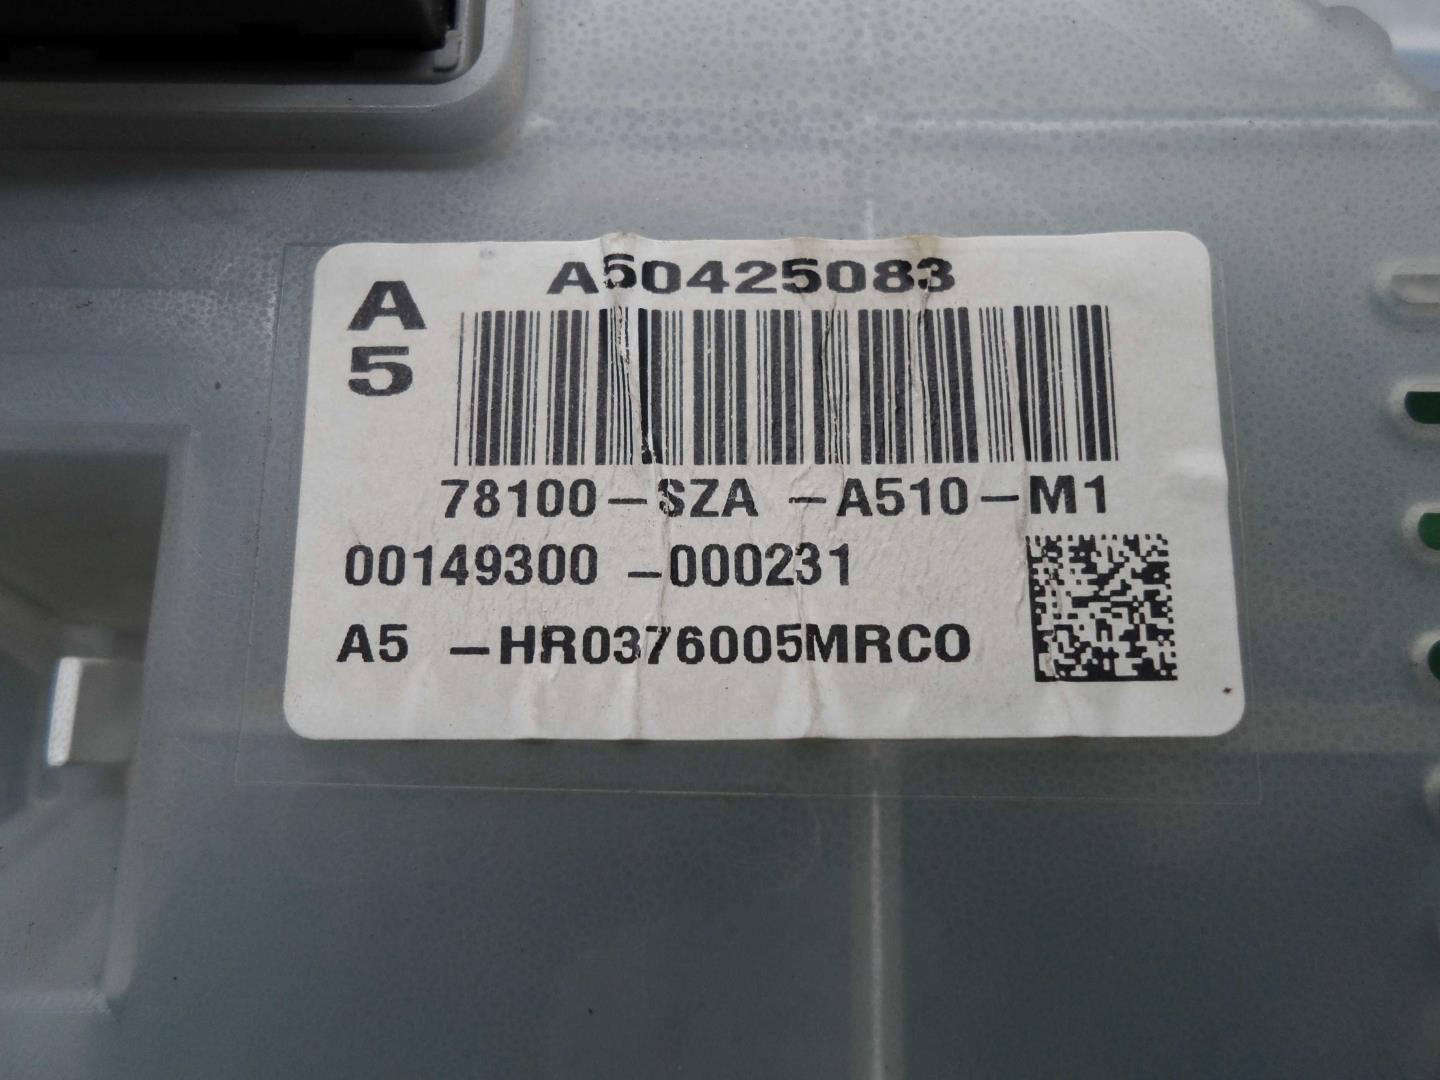 A50425083
A
5
78100-SZA -A510-M1
00149300 -000231
A5 -HR0376005MRCO